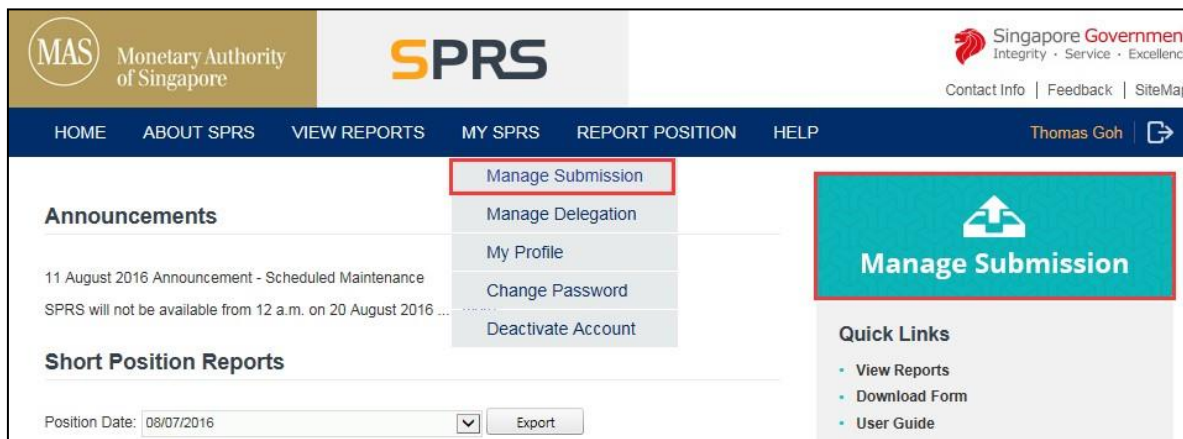 MAS
Monetary Authority
of Singapore
SPRS
Singapore Governmen
Integrity · Service · Excellenc
Contact Info | Feedback | SiteMap
HOME ABOUT SPRS VIEW REPORTS MY SPRS REPORT POSITION HELP Thomas Goh
Manage Submission
Manage Delegation
My Profile
Change Password
Deactivate Account
Announcements
11 August 2016 Announcement - Scheduled Maintenance
SPRS will not be available from 12 a.m. on 20 August 2016 ...
Short Position Reports
Position Date: 08/07/2016 Export
Manage Submission
Quick Links
• View Reports
• Download Form
• User Guide